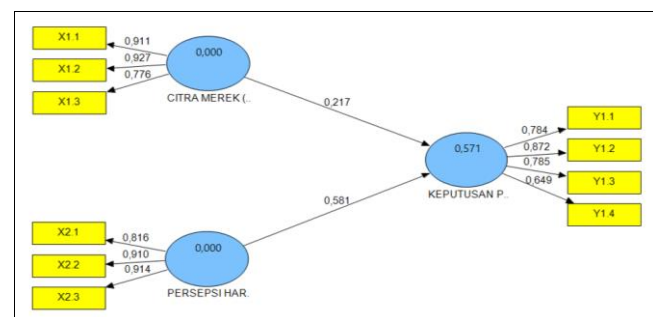 X1.1
0,911
X1.2
0,927
X1.3
0,776
0,000
CITRA MEREK (..
0,217
X2.1
0,816
X2.2
0,910
X2.3
0,914
0,000
PERSEPSI HAR.
0,581
0,571
KEPUTUSAN P..
0,784
Y1.1
0,872
Y1.2
0,785
Y1.3
0,649
Y1.4